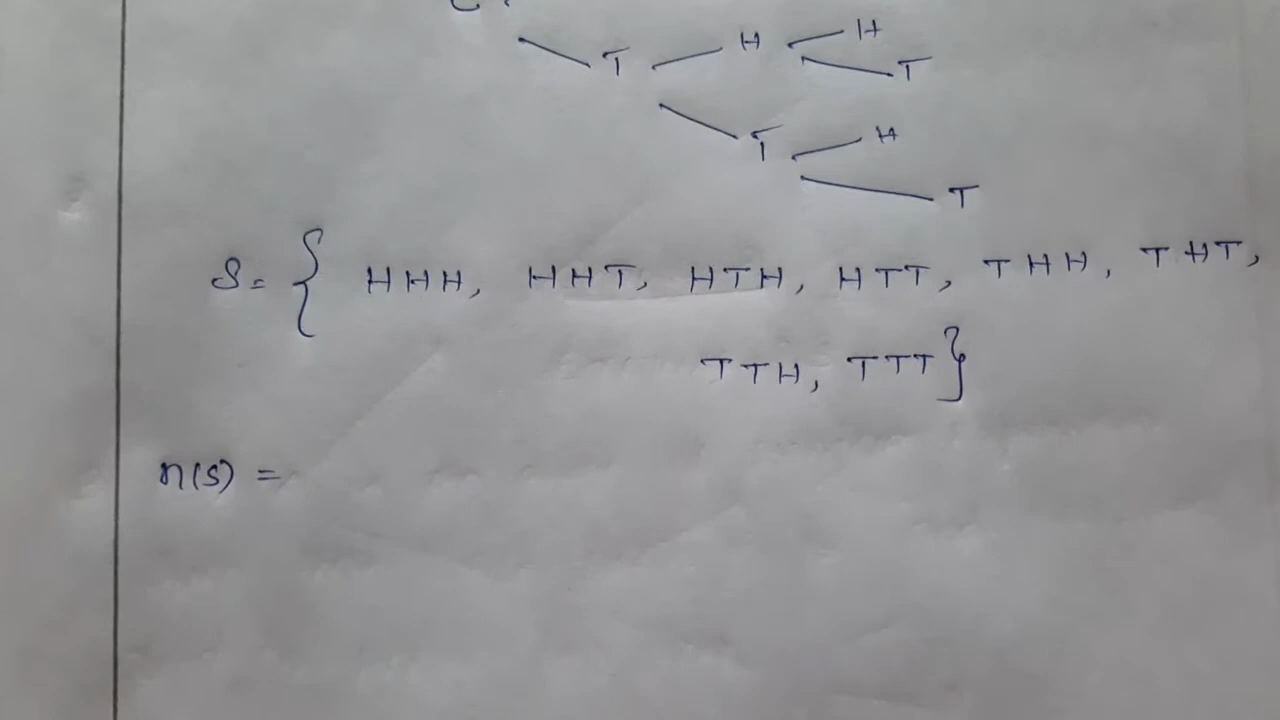 H H
T T
H
T
T
S = { HHH, HHT, HTH, HTT, THH, THT,
TTH, TTT }
n(s) =